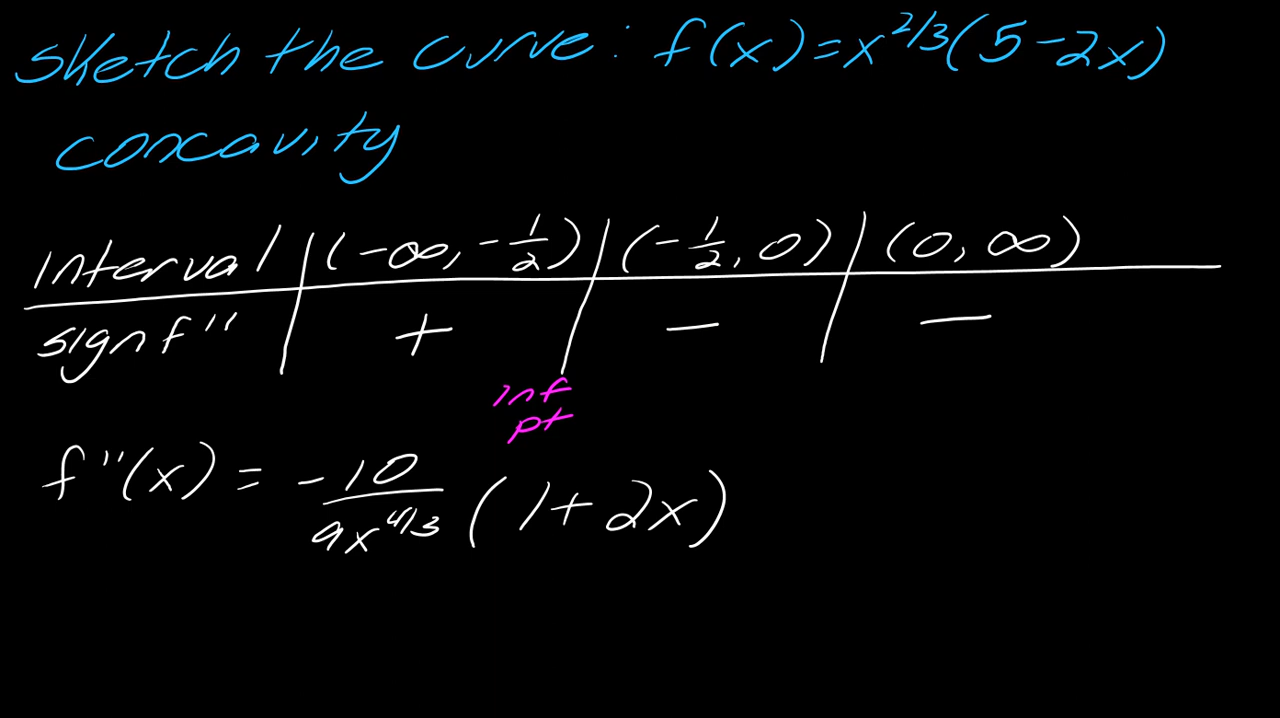 sketch the curve: f(x)=x^2/3(5-2x)
concavity
interval | (-∞, -1/2) | (-1/2, 0) | (0, ∞)
sign f'' | + | - | -
inf
pt
f''(x) = -10/9x^4/3 (1+2x)